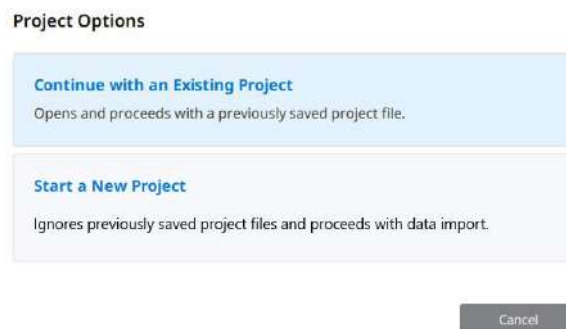 Project Options
Continue with an Existing Project
Opens and proceeds with a previously saved project file.
Start a New Project
Ignores previously saved project files and proceeds with data import.
Cancel